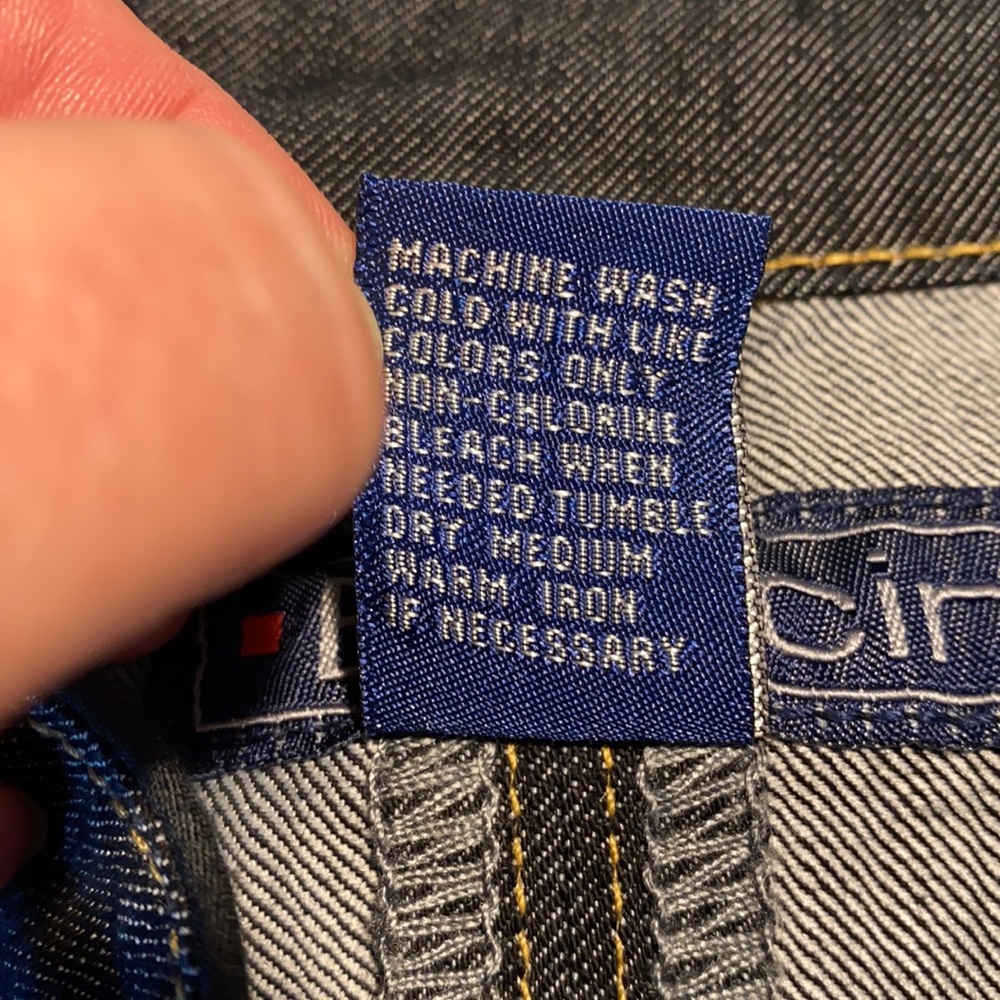 MACHINE WASH
COLD WITH LIKE
COLORS ONLY
NON-CHLORINE
BLEACH WHEN
NEEDED TUMBLE
DRY MEDIUM
WARM IRON
IF NECESSARY